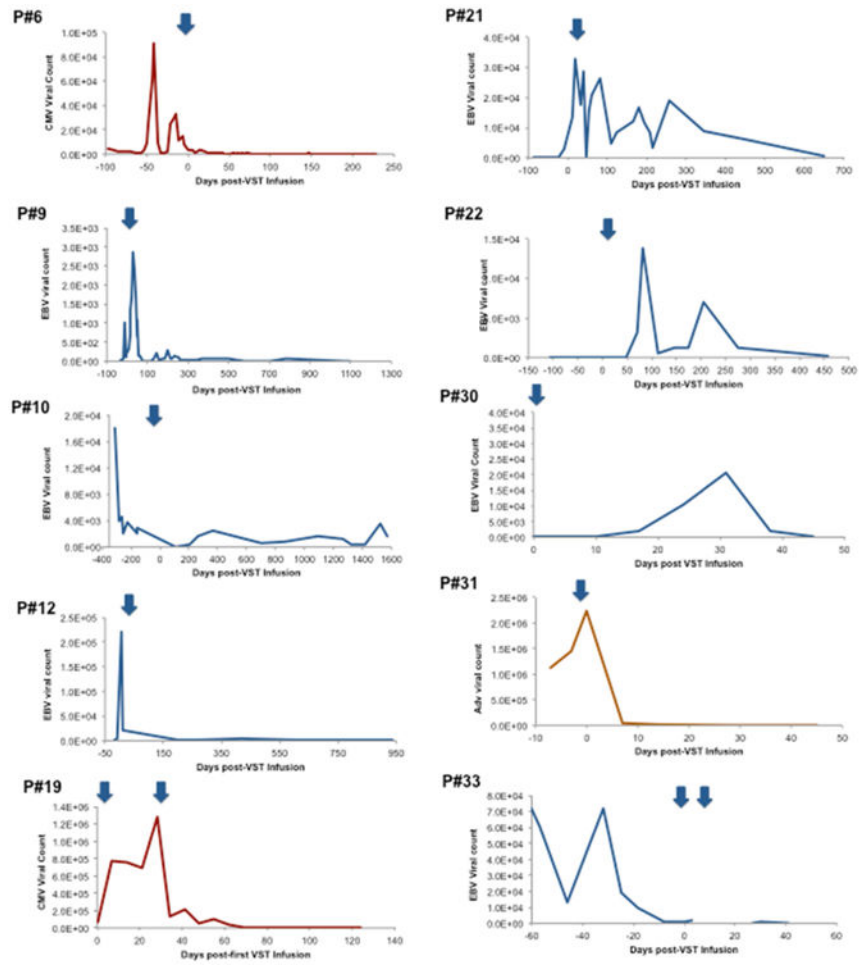 P#6
CMV Viral Count
1.0E+05
8.0E+04
6.0E+04
4.0E+04
2.0E+04
0.0E+00
-100 -50 0 50 100 150 200 250
Days post-VST Infusion
P#9
EBV viral count
3.5E+03
3.0E+03
2.5E+03
2.0E+03
1.5E+03
1.0E+03
5.0E+02
0.0E+00
-100 100 300 500 700 900 1100 1300
Days post-VST Infusion
P#10
EBV Viral count
2.0E+04
1.6E+04
1.2E+04
8.0E+03
4.0E+03
0.0E+00
-400 -200 0 200 400 600 800 1000 1200 1400 1600
Days post-VST Infusion
P#12
EBV viral count
2.5E+05
2.0E+05
1.5E+05
1.0E+05
5.0E+04
0.0E+00
-50 150 350 550 750 950
Days post-VST Infusion
P#19
CMV Viral Count
1.4E+06
1.2E+06
1.0E+06
8.0E+05
6.0E+05
4.0E+05
2.0E+05
0.0E+00
0 20 40 60 80 100 120 140
Days post-first VST Infusion
P#21
EBV Viral Count
4.0E+04
3.0E+04
2.0E+04
1.0E+04
0.0E+00
-100 0 100 200 300 400 500 600 700
Days post-VST infusion
P#22
EBV Viral count
1.5E+04
1.0E+04
0.0E+00
-150 -100 -50 0 50 100 150 200 250 300 350 400 450 500
Days post-VST Infusion
P#30
EBV Viral Count
4.0E+04
3.5E+04
3.0E+04
2.5E+04
2.0E+04
1.5E+04
1.0E+04
5.0E+03
0.0E+00
0 10 20 30 40 50
Days post VST Infusion
P#31
Adv viral count
2.5E+06
2.0E+06
1.5E+06
1.0E+06
5.0E+05
0.0E+00
-10 0 10 20 30 40 50
Days post-VST Infusion
P#33
EBV Viral Count
8.0E+04
7.0E+04
6.0E+04
5.0E+04
4.0E+04
3.0E+04
2.0E+04
1.0E+04
0.0E+00
-60 -40 -20 0 20 40 60
Days post-VST Infusion